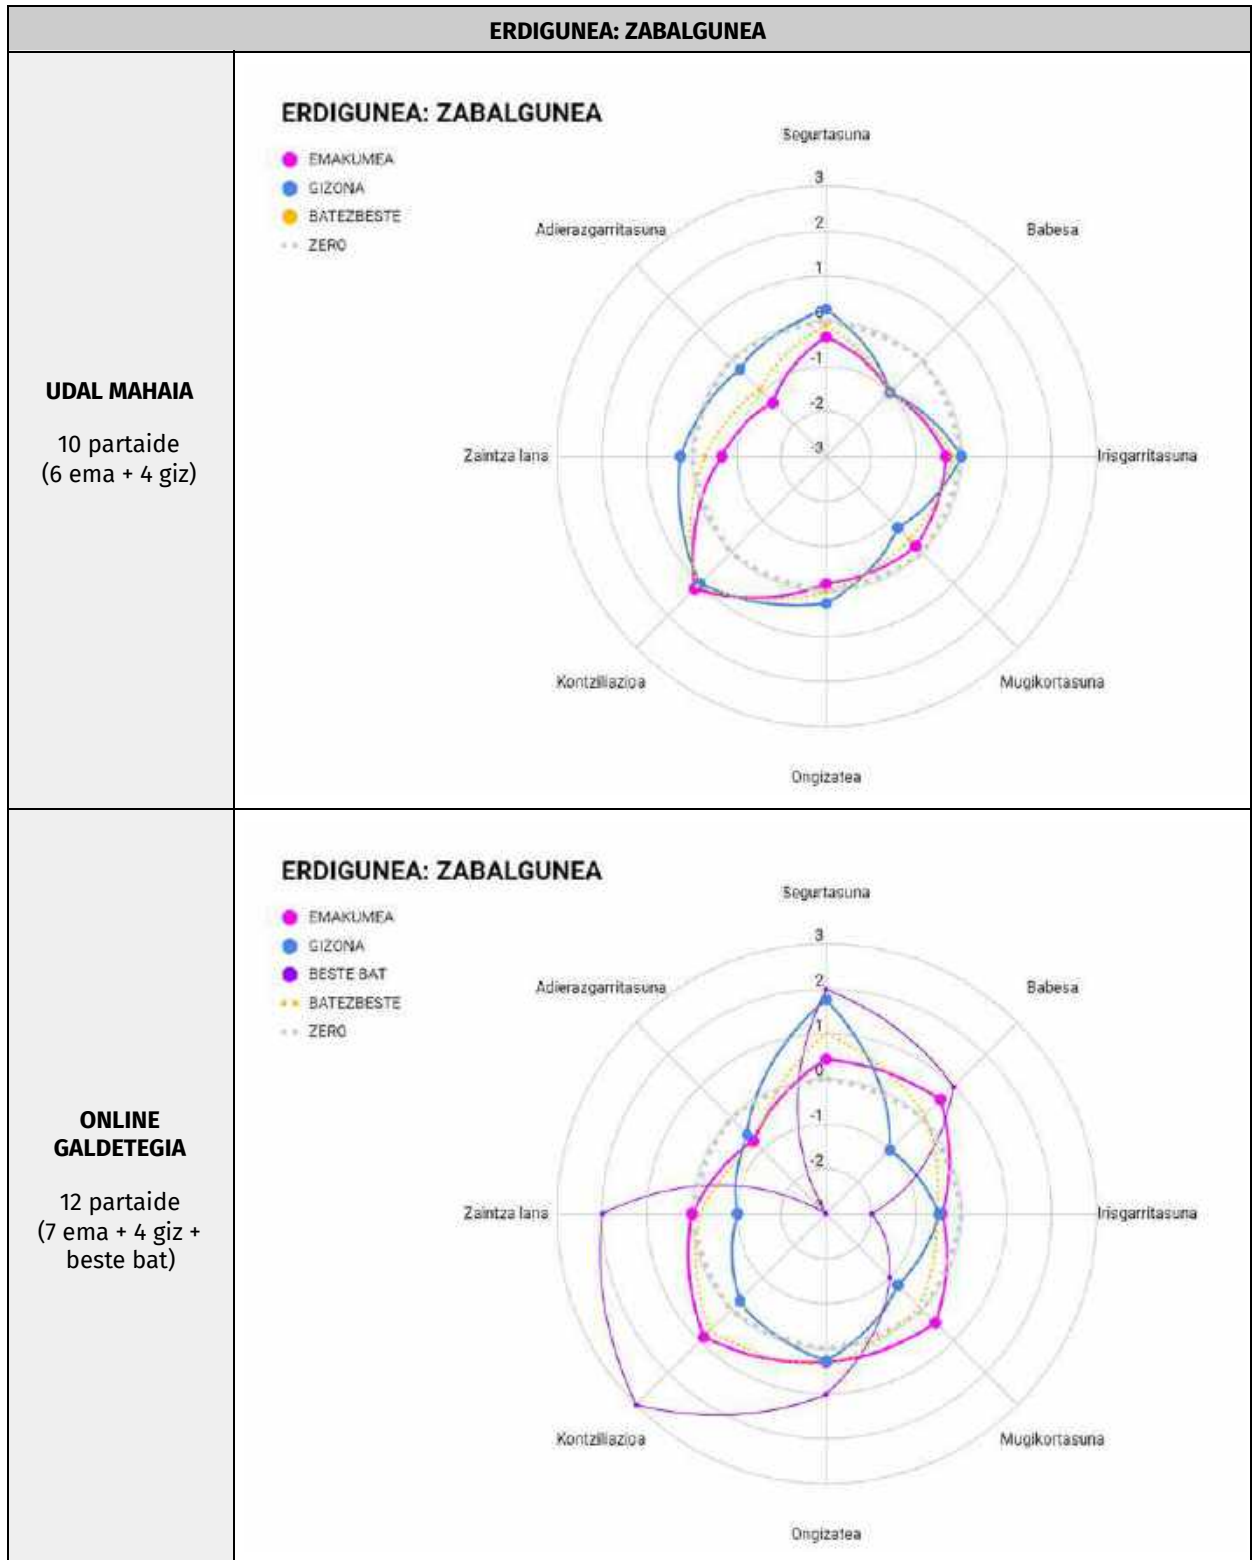 ERDIGUNEA: ZABALGUNEA
UDAL MAHAIA
10 partaide
(6 ema + 4 giz)
ERDIGUNEA: ZABALGUNEA
EMAKUMEA
GIZONA
BATEZBESTE
ZERO
Segurtasuna
Babesa
Irisgarritasuna
Mugikortasuna
Ongizatea
Kontziliazioa
Zaintza lana
Adierazgarritasuna
3
2
1
0
-1
-2
-3
ONLINE
GALDETEGIA
12 partaide
(7 ema + 4 giz +
beste bat)
ERDIGUNEA: ZABALGUNEA
EMAKUMEA
GIZONA
BESTE BAT
BATEZBESTE
ZERO
Segurtasuna
Babesa
Irisgarritasuna
Mugikortasuna
Ongizatea
Kontziliazioa
Zaintza lana
Adierazgarritasuna
3
2
1
0
-1
-2